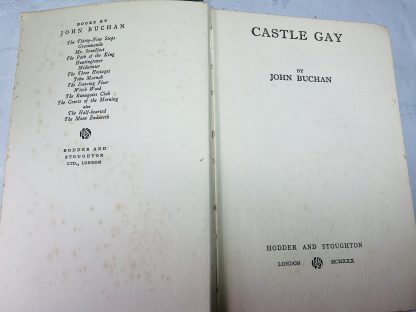 BOOKS BY
JOHN BUCHAN
The Thirty-Nine Steps
Greenmantle
Mr. Standfast
The Path of the King
Huntingtower
Midwinter
The Three Hostages
John Macnab
The Dancing Floor
Witch Wood
The Runagates Club
The Courts of the Morning
also
The Half-hearted
The Moon Endureth
HODDER AND
STOUGHTON
LTD., LONDON
CASTLE GAY
BY
JOHN BUCHAN
HODDER AND STOUGHTON
LONDON MCMXXX